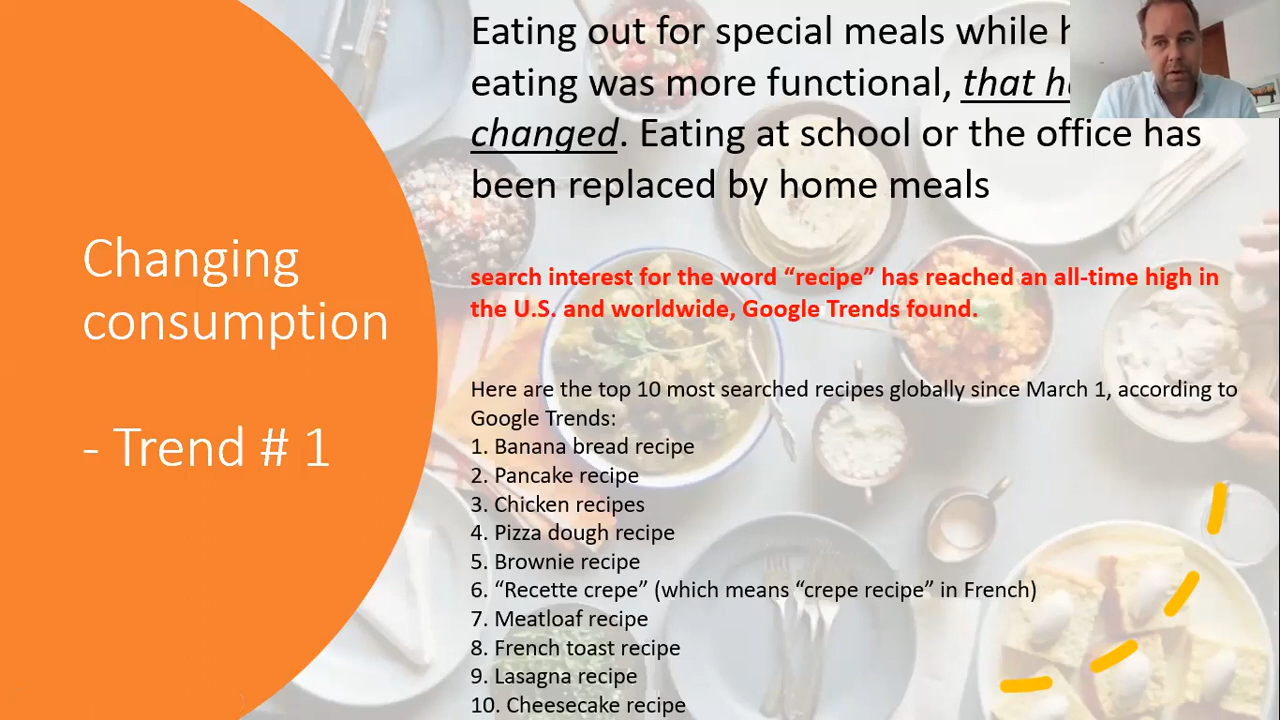 Changing
consumption
- Trend # 1
Eating out for special meals while
eating was more functional, that
changed. Eating at school or the office has
been replaced by home meals
search interest for the word “recipe” has reached an all-time high in
the U.S. and worldwide, Google Trends found.
Here are the top 10 most searched recipes globally since March 1, according to
Google Trends:
1. Banana bread recipe
2. Pancake recipe
3. Chicken recipes
4. Pizza dough recipe
5. Brownie recipe
6. “Recette crepe” (which means “crepe recipe” in French)
7. Meatloaf recipe
8. French toast recipe
9. Lasagna recipe
10. Cheesecake recipe